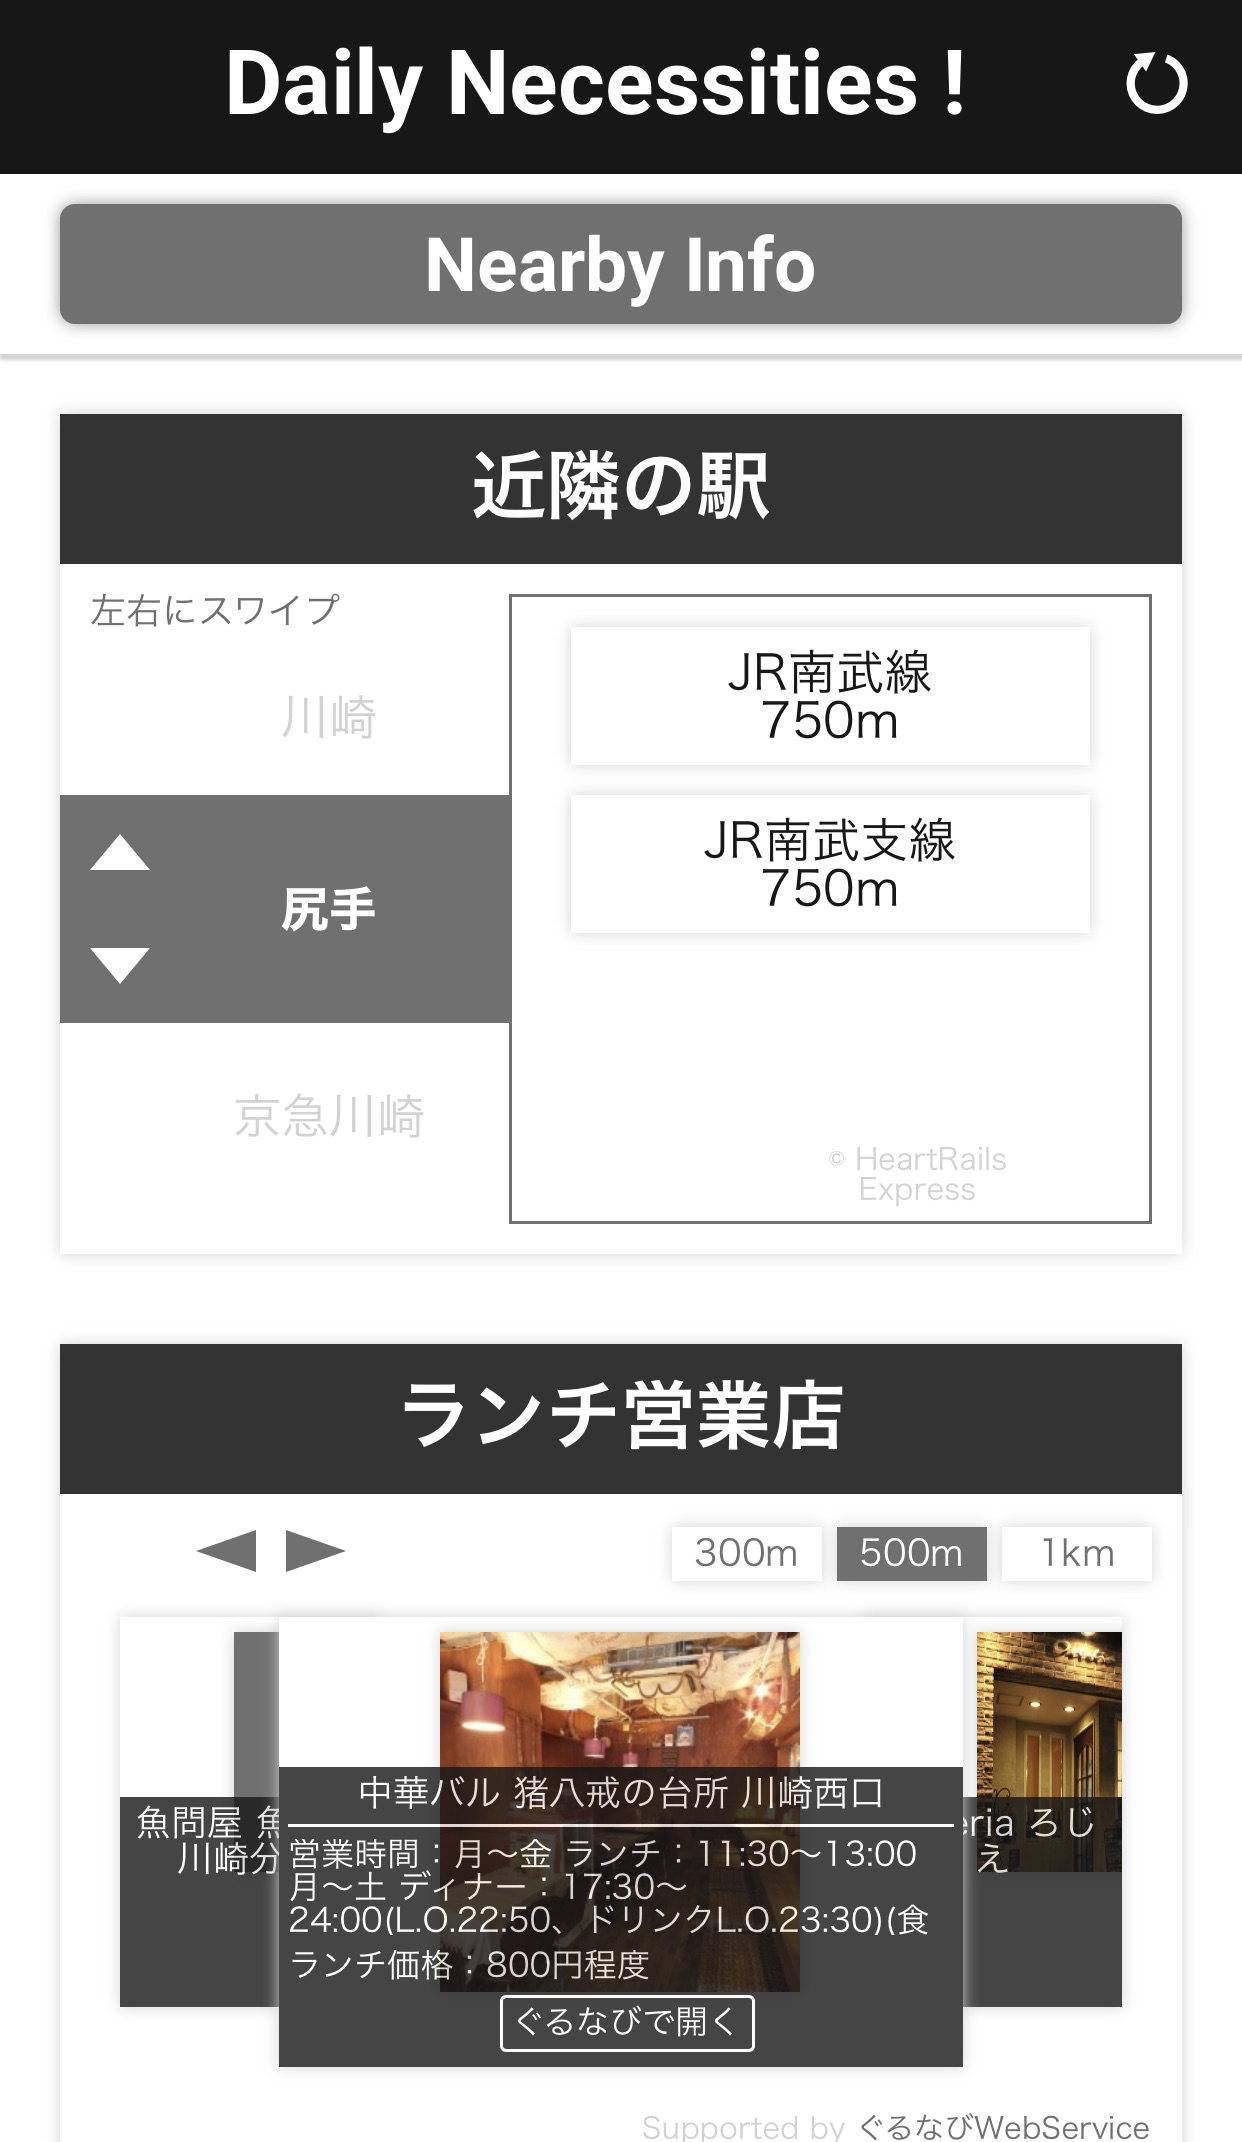 Daily Necessities !
Nearby Info
近隣の駅
左右にスワイプ
川崎
尻手
京急川崎
JR南武線
750m
JR南武支線
750m
© HeartRails
Express
ランチ営業店
300m
500m
1km
魚問屋
川崎分
中華バル 猪八戒の台所 川崎西口
営業時間：月〜金 ランチ：11:30〜13:00
月〜土 ディナー：17:30〜
24:00(L.O.22:50、ドリンクL.O.23:30)(食
ランチ価格：800円程度
ぐるなびで開く
eria ろじ
え
Supported by ぐるなびWebService